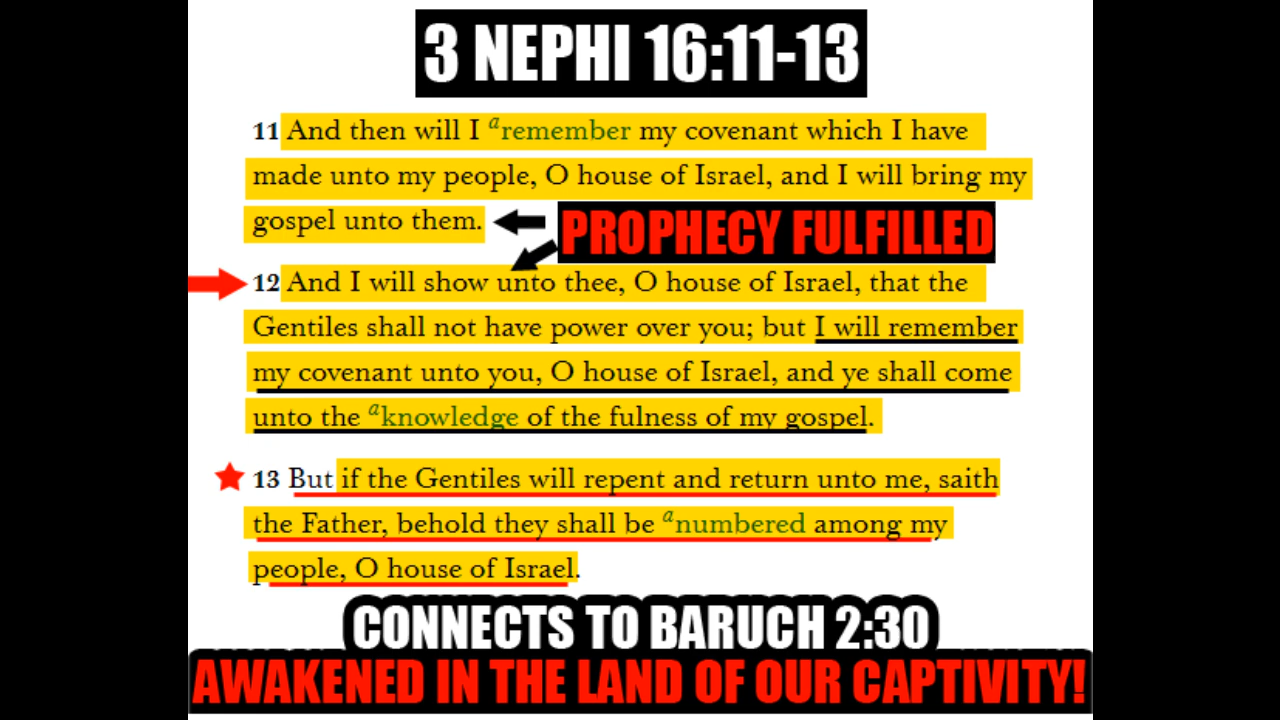 3 NEPHI 16:11-13
11 And then will I a remember my covenant which I have
made unto my people, O house of Israel, and I will bring my
gospel unto them.
PROPHECY FULFILLED
12 And I will show unto thee, O house of Israel, that the
Gentiles shall not have power over you; but I will remember
my covenant unto you, O house of Israel, and ye shall come
unto the a knowledge of the fulness of my gospel.
13 But if the Gentiles will repent and return unto me, saith
the Father, behold they shall be a numbered among my
people, O house of Israel.
CONNECTS TO BARUCH 2:30
AWAKENED IN THE LAND OF OUR CAPTIVITY!